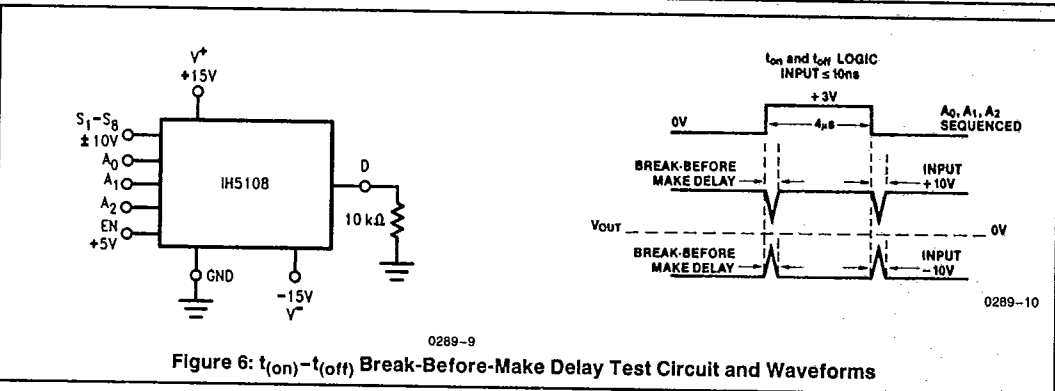 V+
+15V
S1-S8
±10V
A0
A1
A2
EN
+5V
IH5108
D
10 kΩ
GND
-15V
V-
0289-9
ton and toff LOGIC
INPUT ≤ 10ns
+3V
0V
4μs
A0, A1, A2
SEQUENCED
BREAK-BEFORE
MAKE DELAY
INPUT
+10V
VOUT
0V
BREAK-BEFORE
MAKE DELAY
INPUT
-10V
0289-10
Figure 6: t(on)-t(off) Break-Before-Make Delay Test Circuit and Waveforms